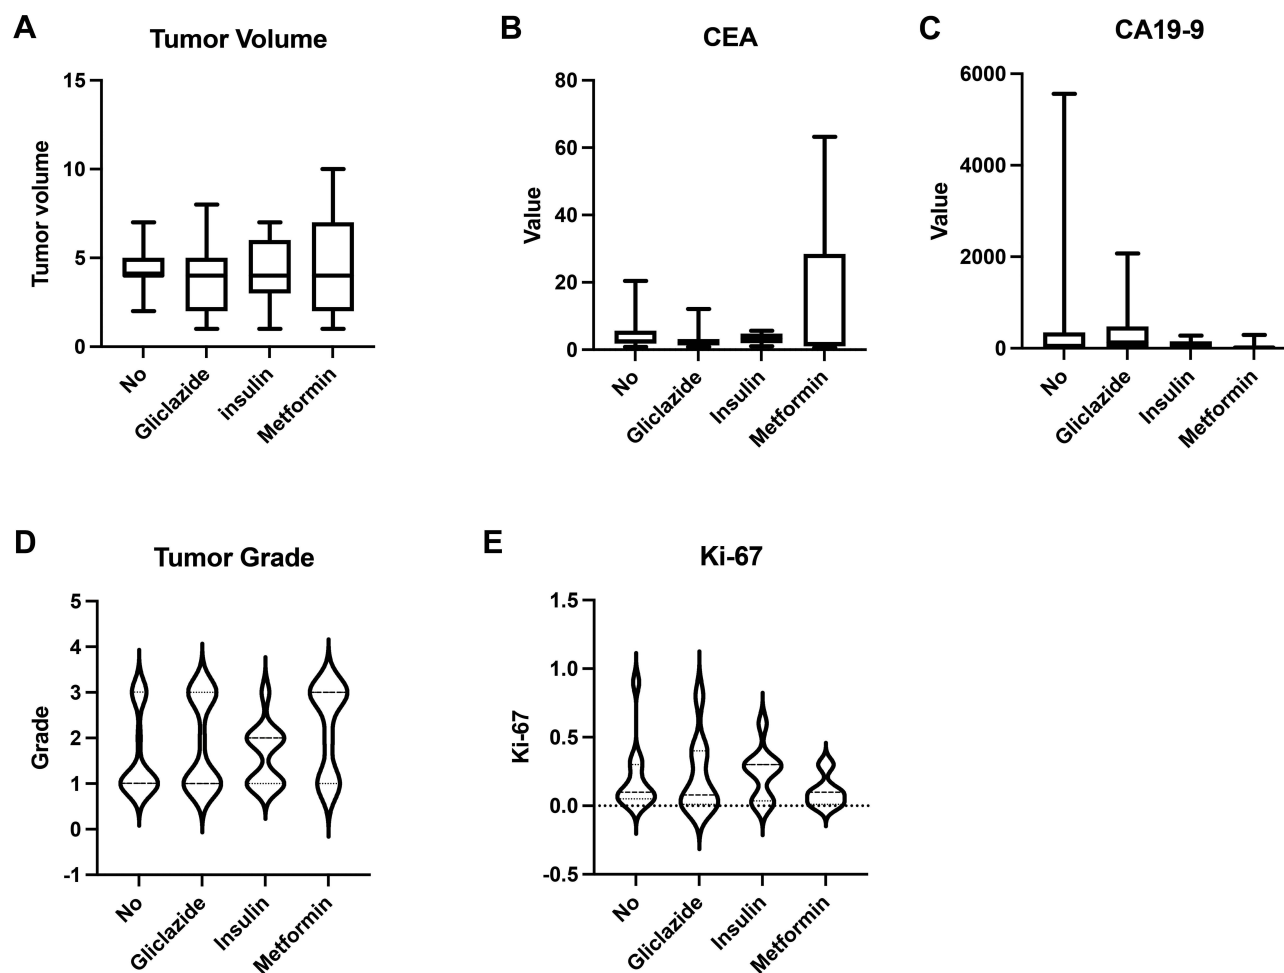 A
Tumor Volume
Tumor volume
15
10
5
0
No
Gliclazide
insulin
Metformin
B
CEA
Value
80
60
40
20
0
No
Gliclazide
Insulin
Metformin
C
CA19-9
Value
6000
4000
2000
0
No
Gliclazide
Insulin
Metformin
D
Tumor Grade
Grade
5
4
3
2
1
0
-1
No
Gliclazide
Insulin
Metformin
E
Ki-67
Ki-67
1.5
1.0
0.5
0.0
-0.5
No
Gliclazide
Insulin
Metformin